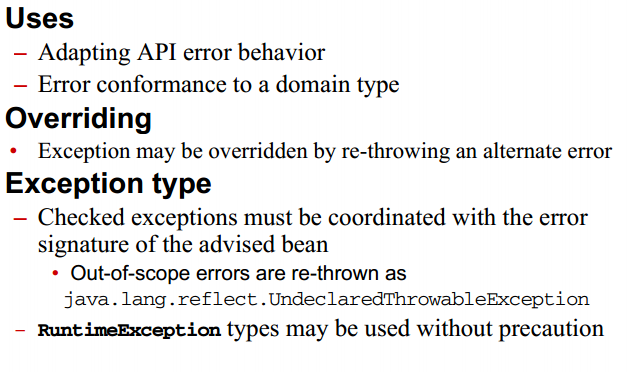 Uses
– Adapting API error behavior
– Error conformance to a domain type
Overriding
• Exception may be overridden by re-throwing an alternate error
Exception type
– Checked exceptions must be coordinated with the error
signature of the advised bean
• Out-of-scope errors are re-thrown as
java.lang.reflect.UndeclaredThrowableException
– RuntimeException types may be used without precaution